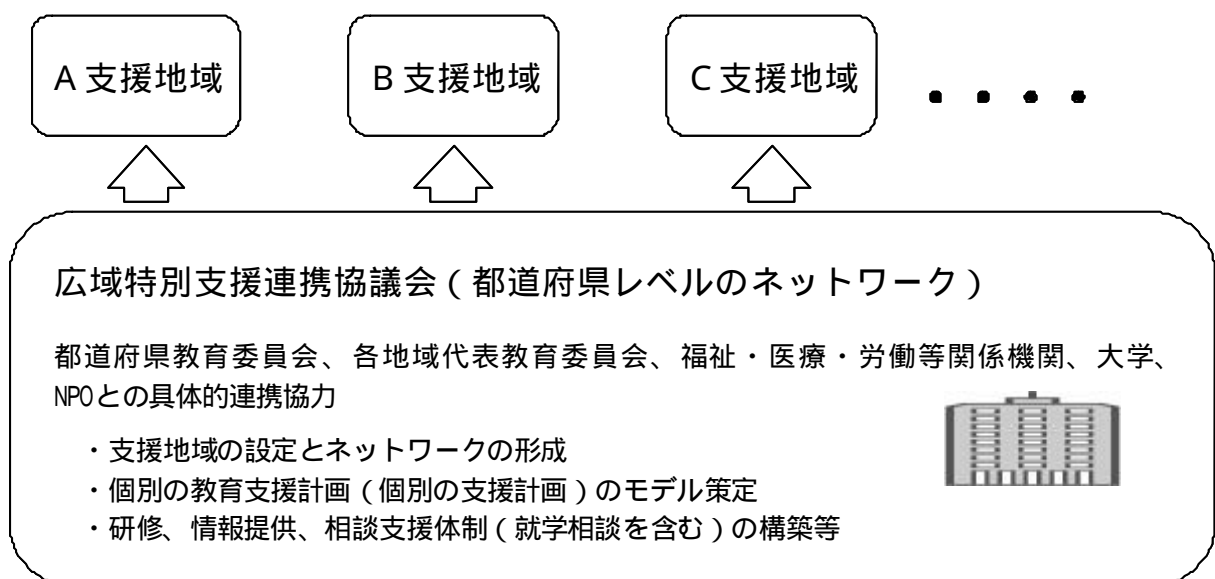 A支援地域
B支援地域
C支援地域
・・・・
広域特別支援連携協議会(都道府県レベルのネットワーク)
都道府県教育委員会、各地域代表教育委員会、福祉・医療・労働等関係機関、大学、
NPOとの具体的連携協力
・支援地域の設定とネットワークの形成
・個別の教育支援計画(個別の支援計画)のモデル策定
・研修、情報提供、相談支援体制(就学相談を含む)の構築等